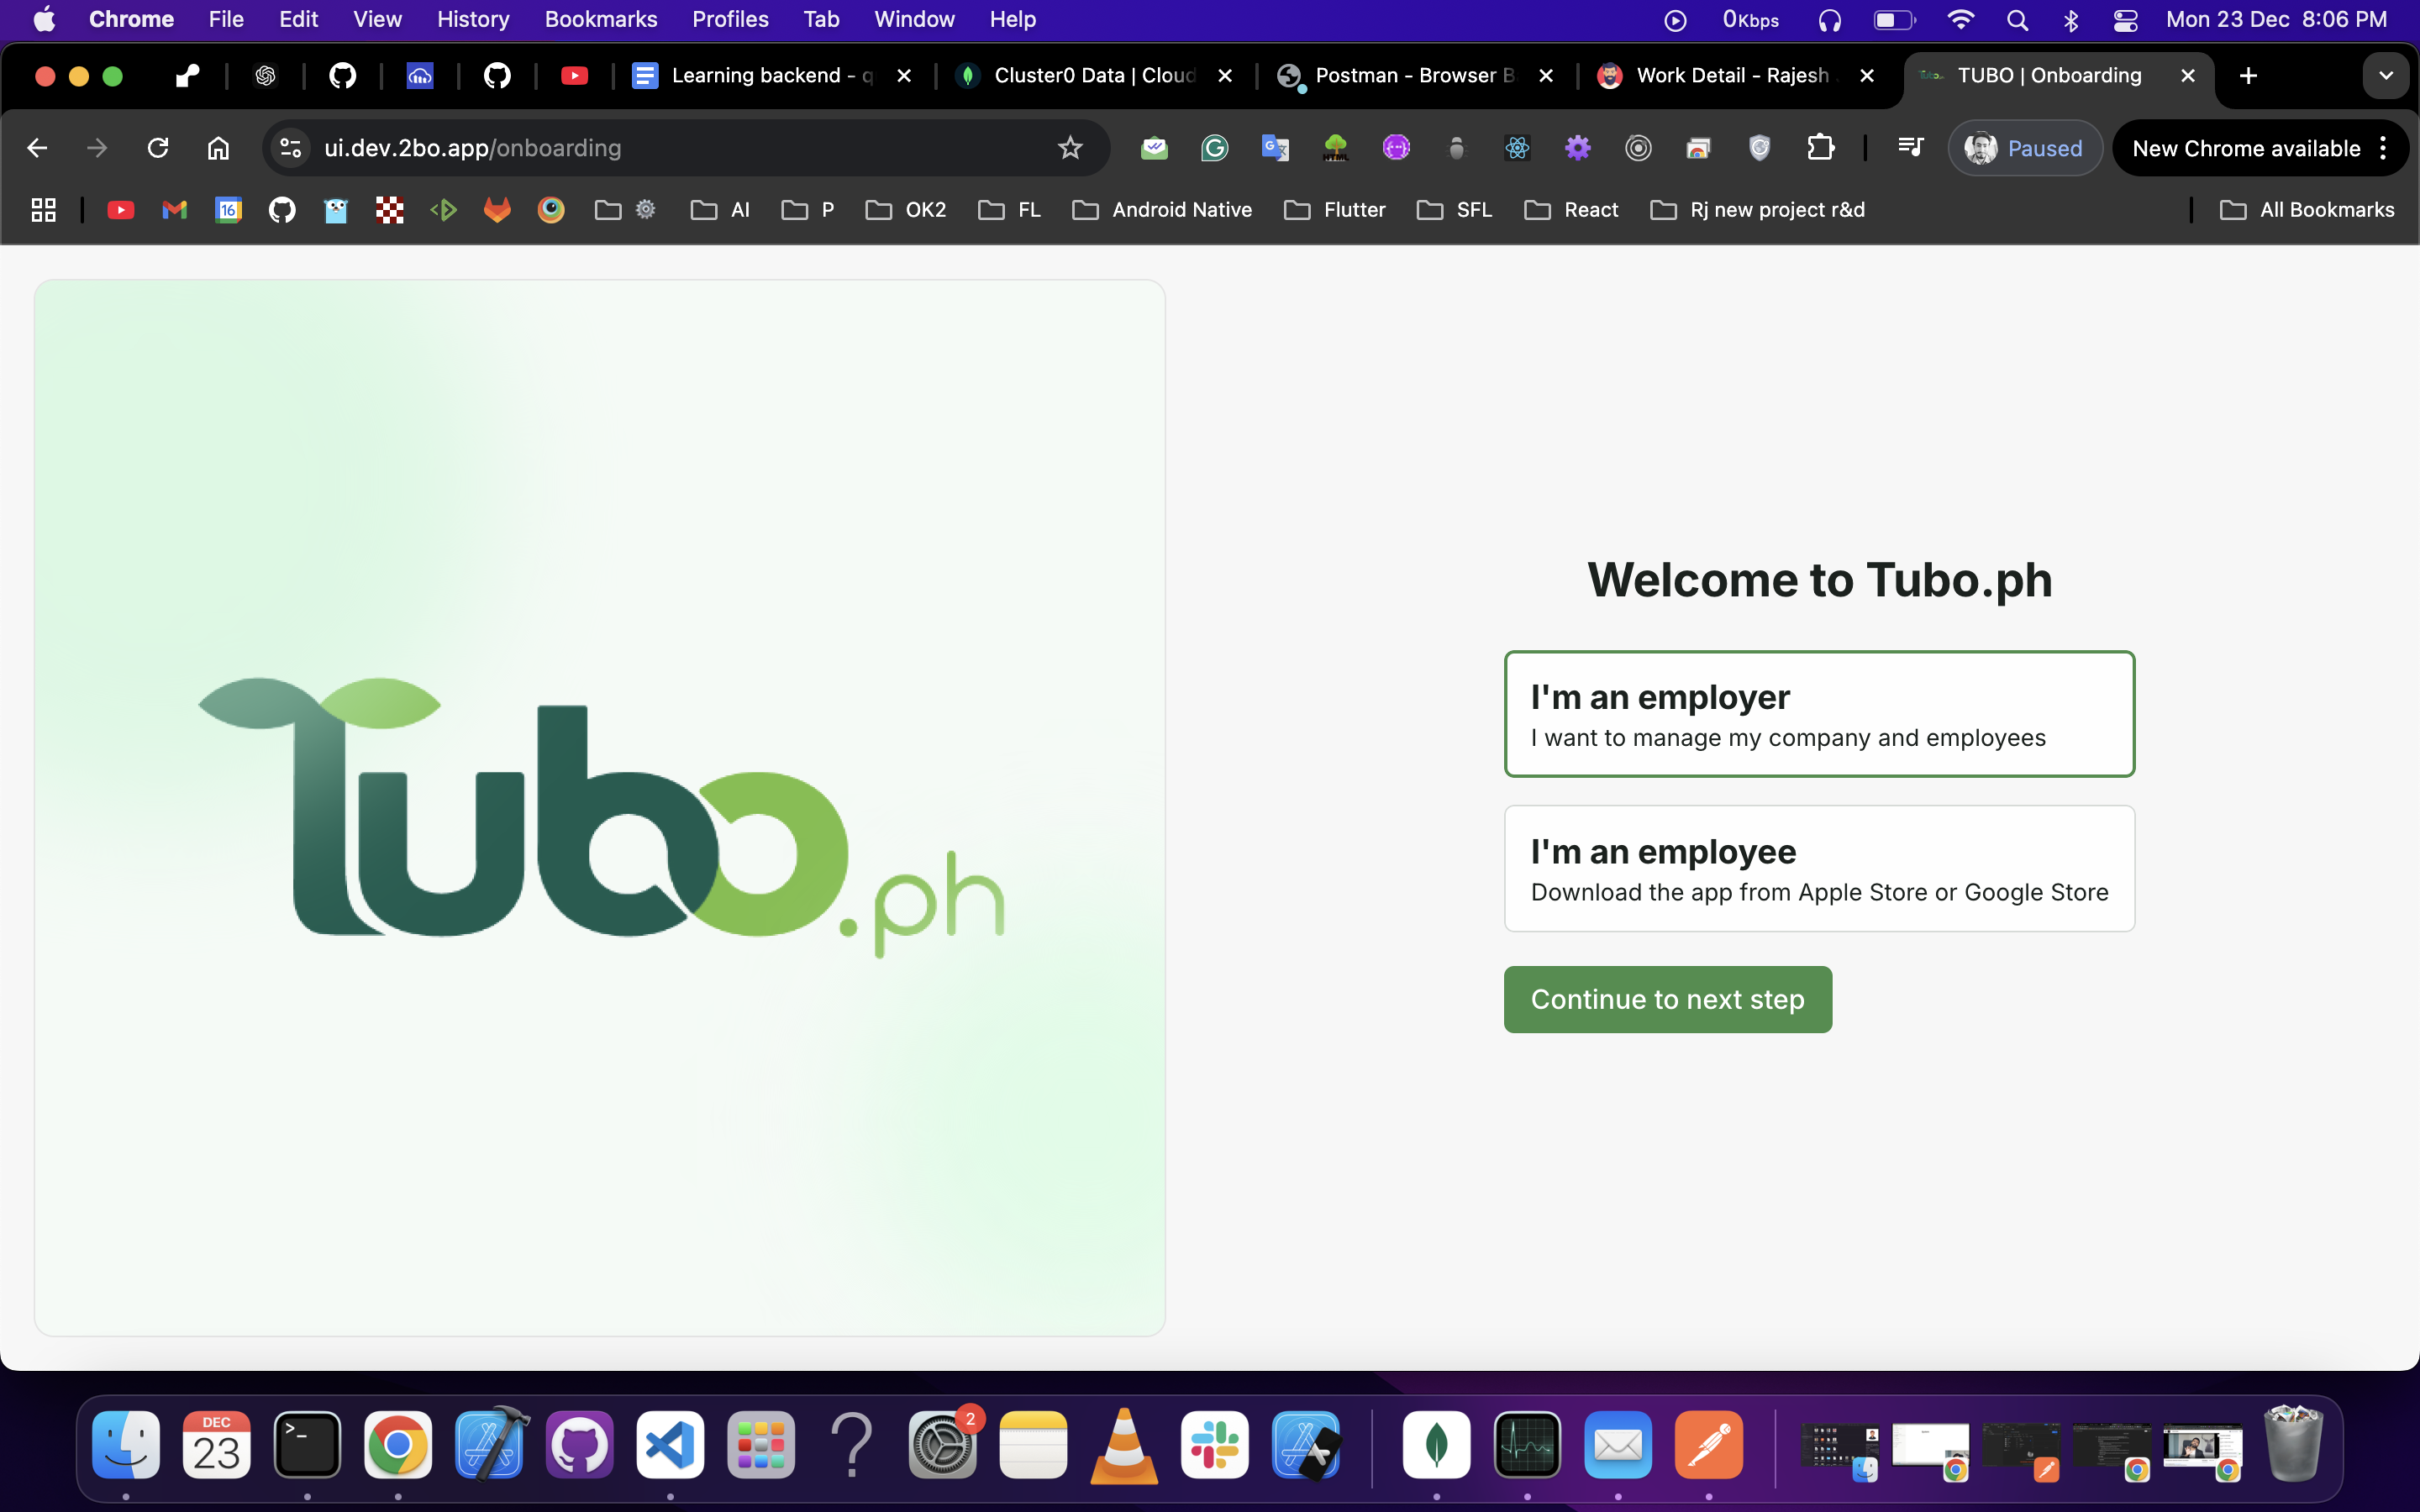 Chrome File Edit View History Bookmarks Profiles Tab Window Help 0Kbps Mon 23 Dec 8:06 PM
Learning backend - Cluster0 Data | Cloud Postman - Browser Work Detail - Rajesh TUBO | Onboarding
ui.dev.2bo.app/onboarding Paused New Chrome available
16 AI P OK2 FL Android Native Flutter SFL React Rj new project r&d All Bookmarks
Tubo.ph
Welcome to Tubo.ph
I'm an employer
I want to manage my company and employees
I'm an employee
Download the app from Apple Store or Google Store
Continue to next step
DEC
23
2